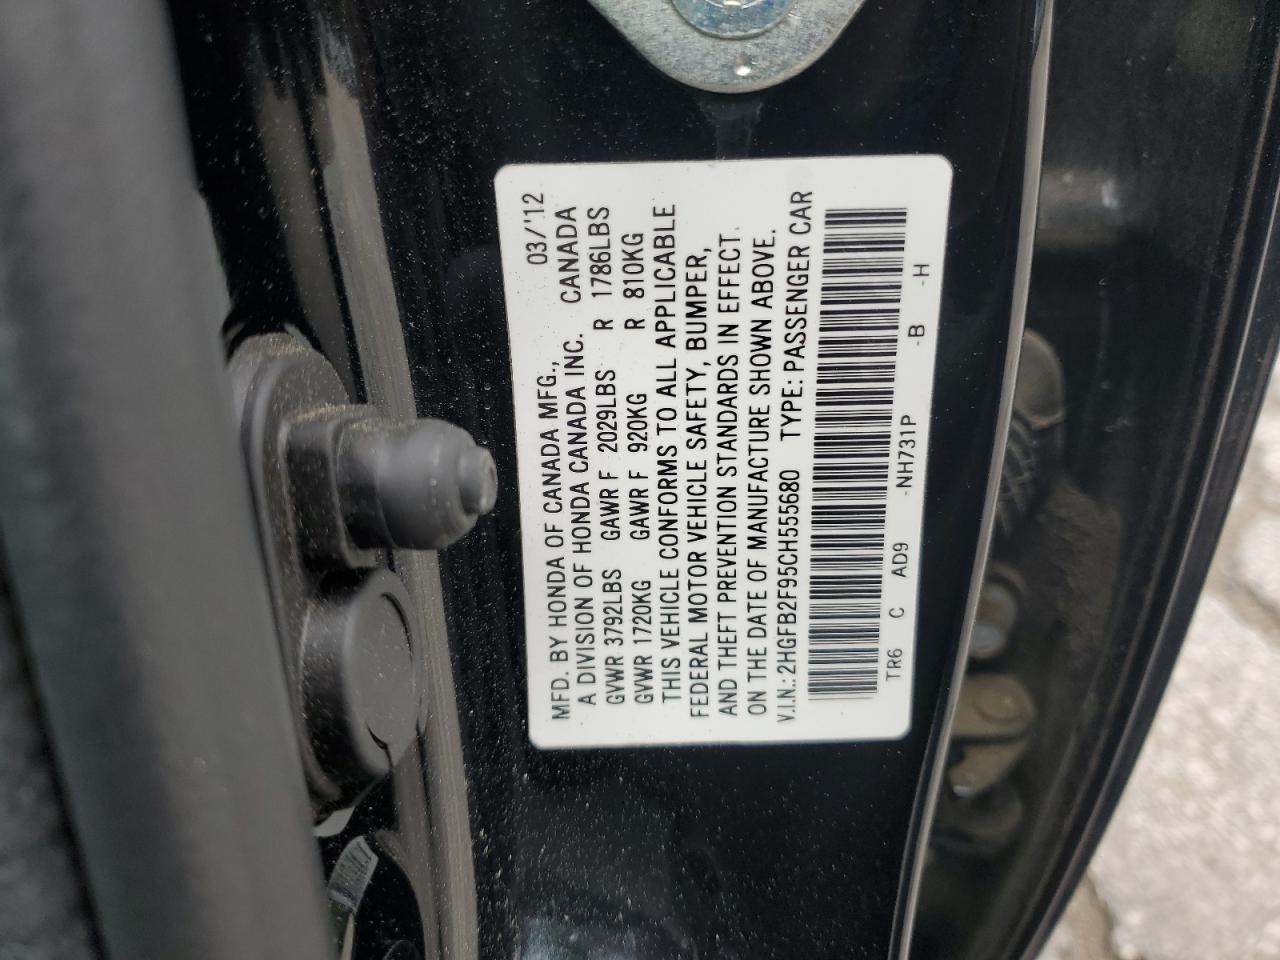 MFD. BY HONDA OF CANADA MFG., 03/'12
A DIVISION OF HONDA CANADA INC. CANADA
GVWR 3792LBS GAWR F 2029LBS R 1786LBS
GVWR 1720KG GAWR F 920KG R 810KG
THIS VEHICLE CONFORMS TO ALL APPLICABLE
FEDERAL MOTOR VEHICLE SAFETY, BUMPER,
AND THEFT PREVENTION STANDARDS IN EFFECT
ON THE DATE OF MANUFACTURE SHOWN ABOVE.
V.I.N.: 2HGFB2F95CH555680 TYPE: PASSENGER CAR
TR6 C AD9 -NH731P -B -H